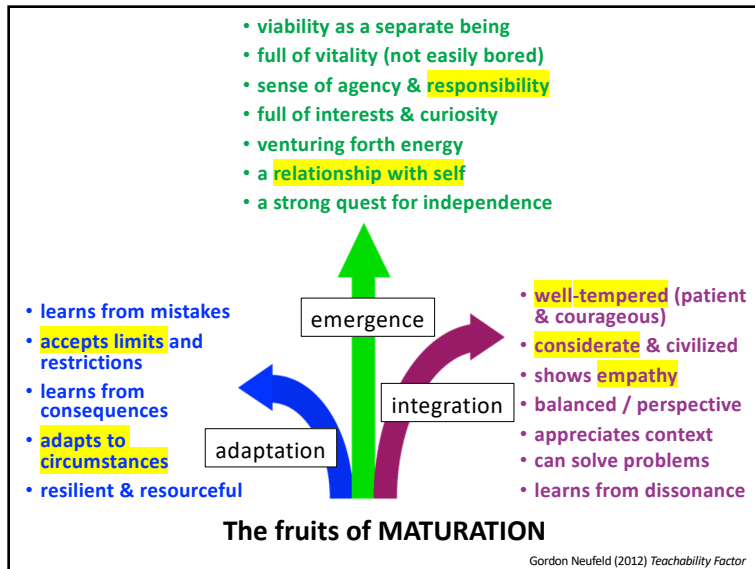 • viability as a separate being
• full of vitality (not easily bored)
• sense of agency & responsibility
• full of interests & curiosity
• venturing forth energy
• a relationship with self
• a strong quest for independence
emergence
• learns from mistakes
• accepts limits and
restrictions
• learns from
consequences
• adapts to
circumstances
• resilient & resourceful
adaptation
integration
• well-tempered (patient
& courageous)
• considerate & civilized
• shows empathy
• balanced / perspective
• appreciates context
• can solve problems
• learns from dissonance
The fruits of MATURATION
Gordon Neufeld (2012) Teachability Factor